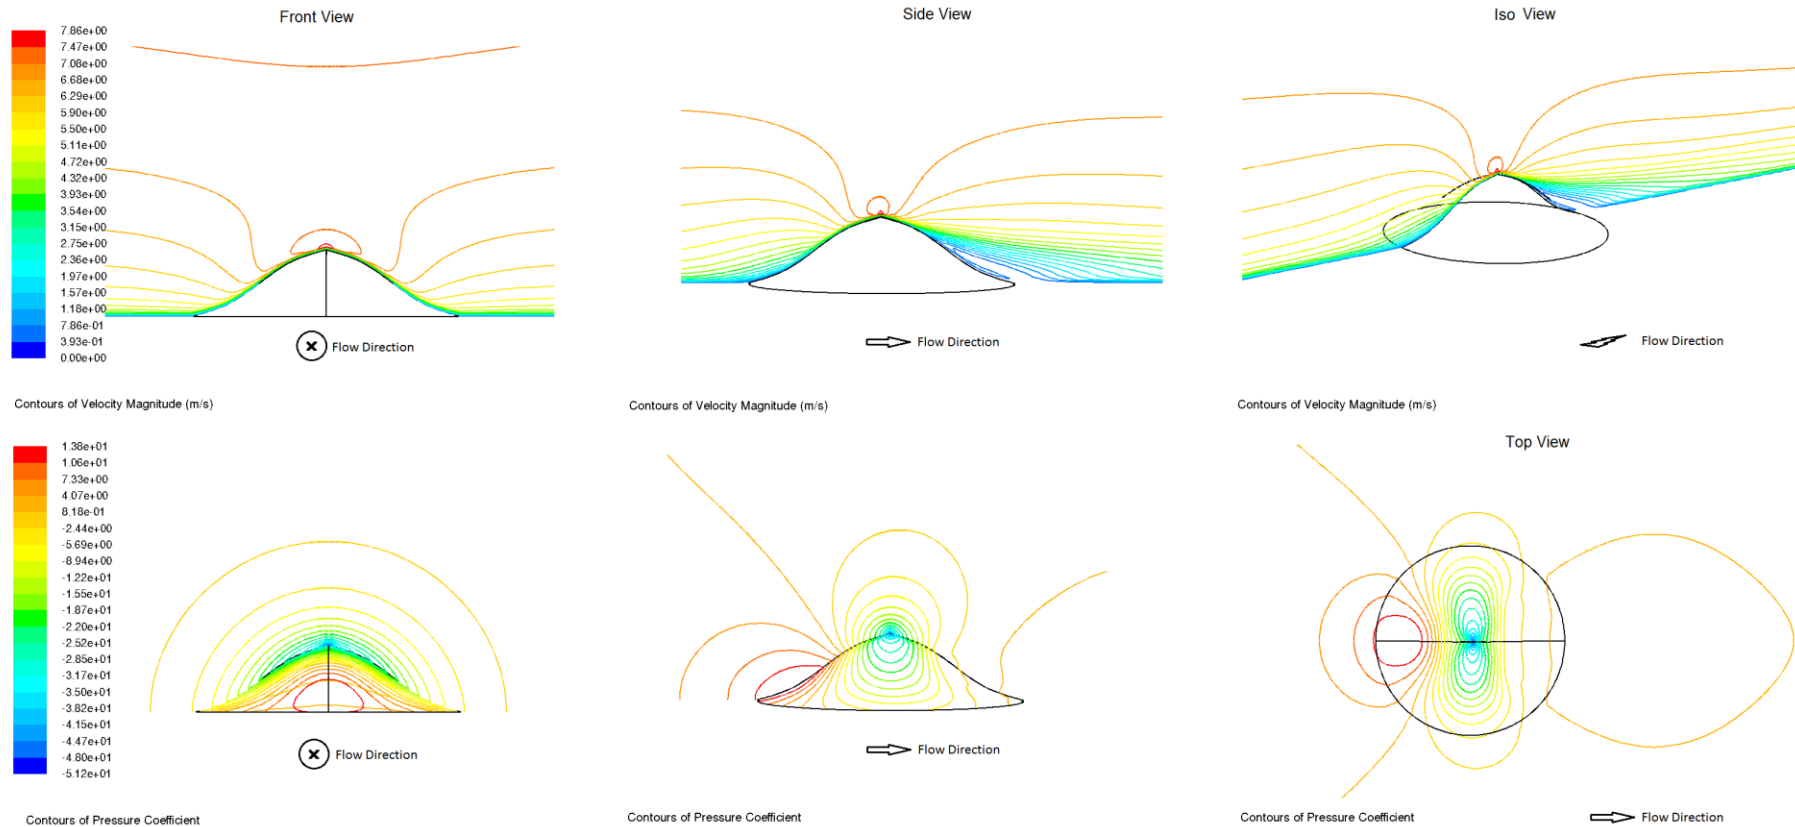 Front View
Side View
Iso View
7.86e+00
7.47e+00
7.08e+00
6.68e+00
6.29e+00
5.90e+00
5.50e+00
5.11e+00
4.72e+00
4.32e+00
3.93e+00
3.54e+00
3.15e+00
2.75e+00
2.36e+00
1.97e+00
1.57e+00
1.18e+00
7.86e-01
3.93e-01
0.00e+00
Flow Direction
Flow Direction
Flow Direction
Contours of Velocity Magnitude (m/s)
Contours of Velocity Magnitude (m/s)
Contours of Velocity Magnitude (m/s)
Top View
1.38e+01
1.06e+01
7.33e+00
4.07e+00
8.18e-01
-2.44e+00
-5.69e+00
-8.94e+00
-1.22e+01
-1.55e+01
-1.87e+01
-2.20e+01
-2.52e+01
-2.85e+01
-3.17e+01
-3.50e+01
-3.82e+01
-4.15e+01
-4.47e+01
-4.80e+01
-5.12e+01
Flow Direction
Flow Direction
Flow Direction
Contours of Pressure Coefficient
Contours of Pressure Coefficient
Contours of Pressure Coefficient